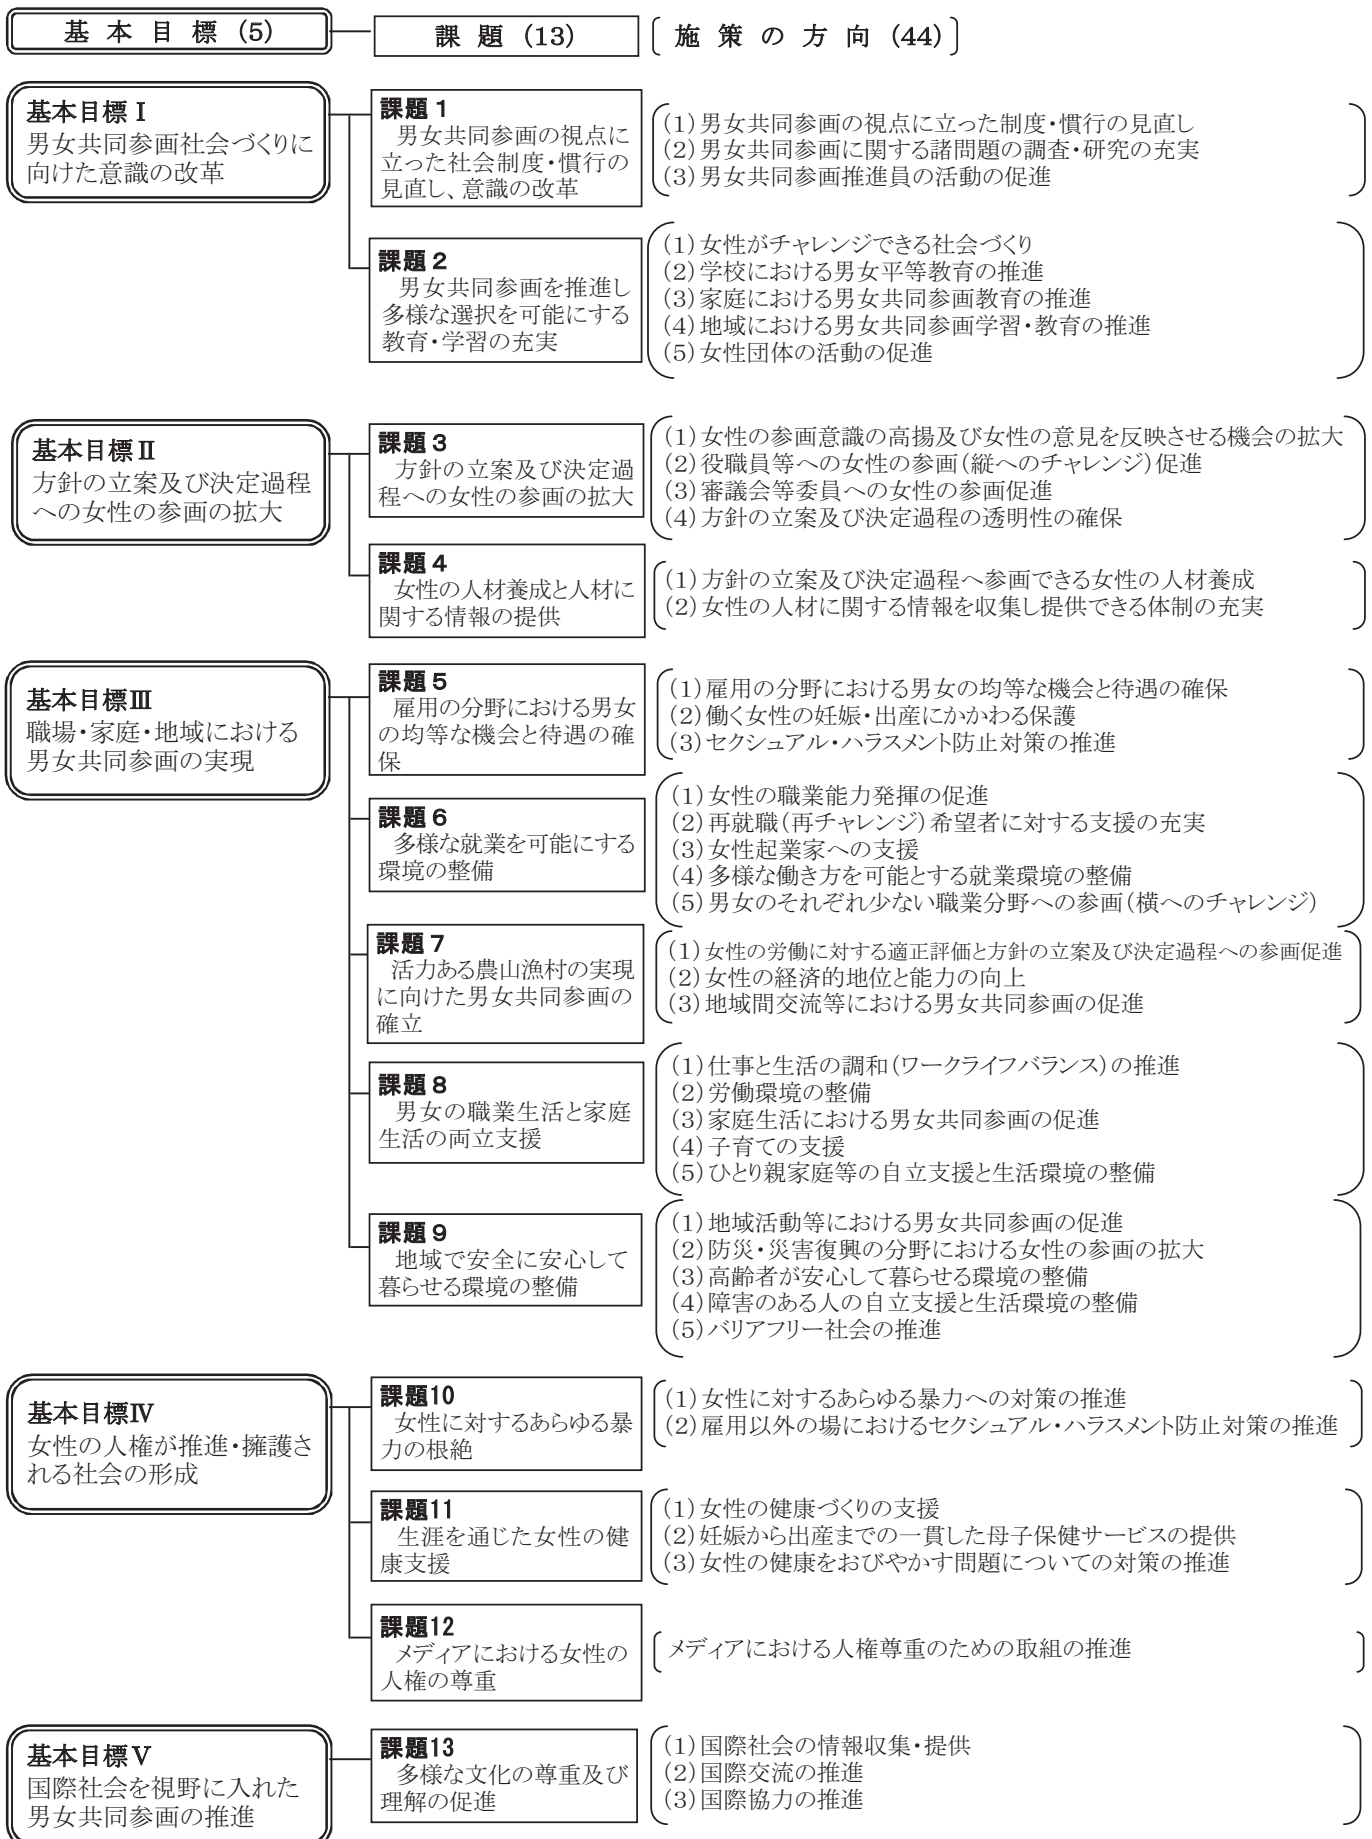 基本目標 (5)
課題 (13)
〔施策の方向 (44)〕
基本目標Ⅰ
男女共同参画社会づくりに
向けた意識の改革
課題1
男女共同参画の視点に
立った社会制度・慣行の
見直し、意識の改革
(1)男女共同参画の視点に立った制度・慣行の見直し
(2)男女共同参画に関する諸問題の調査・研究の充実
(3)男女共同参画推進員の活動の促進
課題2
男女共同参画を推進し
多様な選択を可能にする
教育・学習の充実
(1)女性がチャレンジできる社会づくり
(2)学校における男女平等教育の推進
(3)家庭における男女共同参画教育の推進
(4)地域における男女共同参画学習・教育の推進
(5)女性団体の活動の促進
基本目標Ⅱ
方針の立案及び決定過程
への女性の参画の拡大
課題3
方針の立案及び決定過
程への女性の参画の拡大
(1)女性の参画意識の高揚及び女性の意見を反映させる機会の拡大
(2)役職員等への女性の参画(縦へのチャレンジ)促進
(3)審議会等委員への女性の参画促進
(4)方針の立案及び決定過程の透明性の確保
課題4
女性の人材養成と人材に
関する情報の提供
(1)方針の立案及び決定過程へ参画できる女性の人材養成
(2)女性の人材に関する情報を収集し提供できる体制の充実
基本目標Ⅲ
職場・家庭・地域における
男女共同参画の実現
課題5
雇用の分野における男女
の均等な機会と待遇の確
保
(1)雇用の分野における男女の均等な機会と待遇の確保
(2)働く女性の妊娠・出産にかかわる保護
(3)セクシュアル・ハラスメント防止対策の推進
課題6
多様な就業を可能にする
環境の整備
(1)女性の職業能力発揮の促進
(2)再就職(再チャレンジ)希望者に対する支援の充実
(3)女性起業家への支援
(4)多様な働き方を可能とする就業環境の整備
(5)男女のそれぞれ少ない職業分野への参画(横へのチャレンジ)
課題7
活力ある農山漁村の実現
に向けた男女共同参画の
確立
(1)女性の労働に対する適正評価と方針の立案及び決定過程への参画促進
(2)女性の経済的地位と能力の向上
(3)地域間交流等における男女共同参画の促進
課題8
男女の職業生活と家庭
生活の両立支援
(1)仕事と生活の調和(ワークライフバランス)の推進
(2)労働環境の整備
(3)家庭生活における男女共同参画の促進
(4)子育ての支援
(5)ひとり親家庭等の自立支援と生活環境の整備
課題9
地域で安全に安心して
暮らせる環境の整備
(1)地域活動等における男女共同参画の促進
(2)防災・災害復興の分野における女性の参画の拡大
(3)高齢者が安心して暮らせる環境の整備
(4)障害のある人の自立支援と生活環境の整備
(5)バリアフリー社会の推進
基本目標Ⅳ
女性の人権が推進・擁護さ
れる社会の形成
課題10
女性に対するあらゆる暴
力の根絶
(1)女性に対するあらゆる暴力への対策の推進
(2)雇用以外の場におけるセクシュアル・ハラスメント防止対策の推進
課題11
生涯を通じた女性の健
康支援
(1)女性の健康づくりの支援
(2)妊娠から出産までの一貫した母子保健サービスの提供
(3)女性の健康をおびやかす問題についての対策の推進
課題12
メディアにおける女性の
人権の尊重
メディアにおける人権尊重のための取組の推進
基本目標Ⅴ
国際社会を視野に入れた
男女共同参画の推進
課題13
多様な文化の尊重及び
理解の促進
(1)国際社会の情報収集・提供
(2)国際交流の推進
(3)国際協力の推進